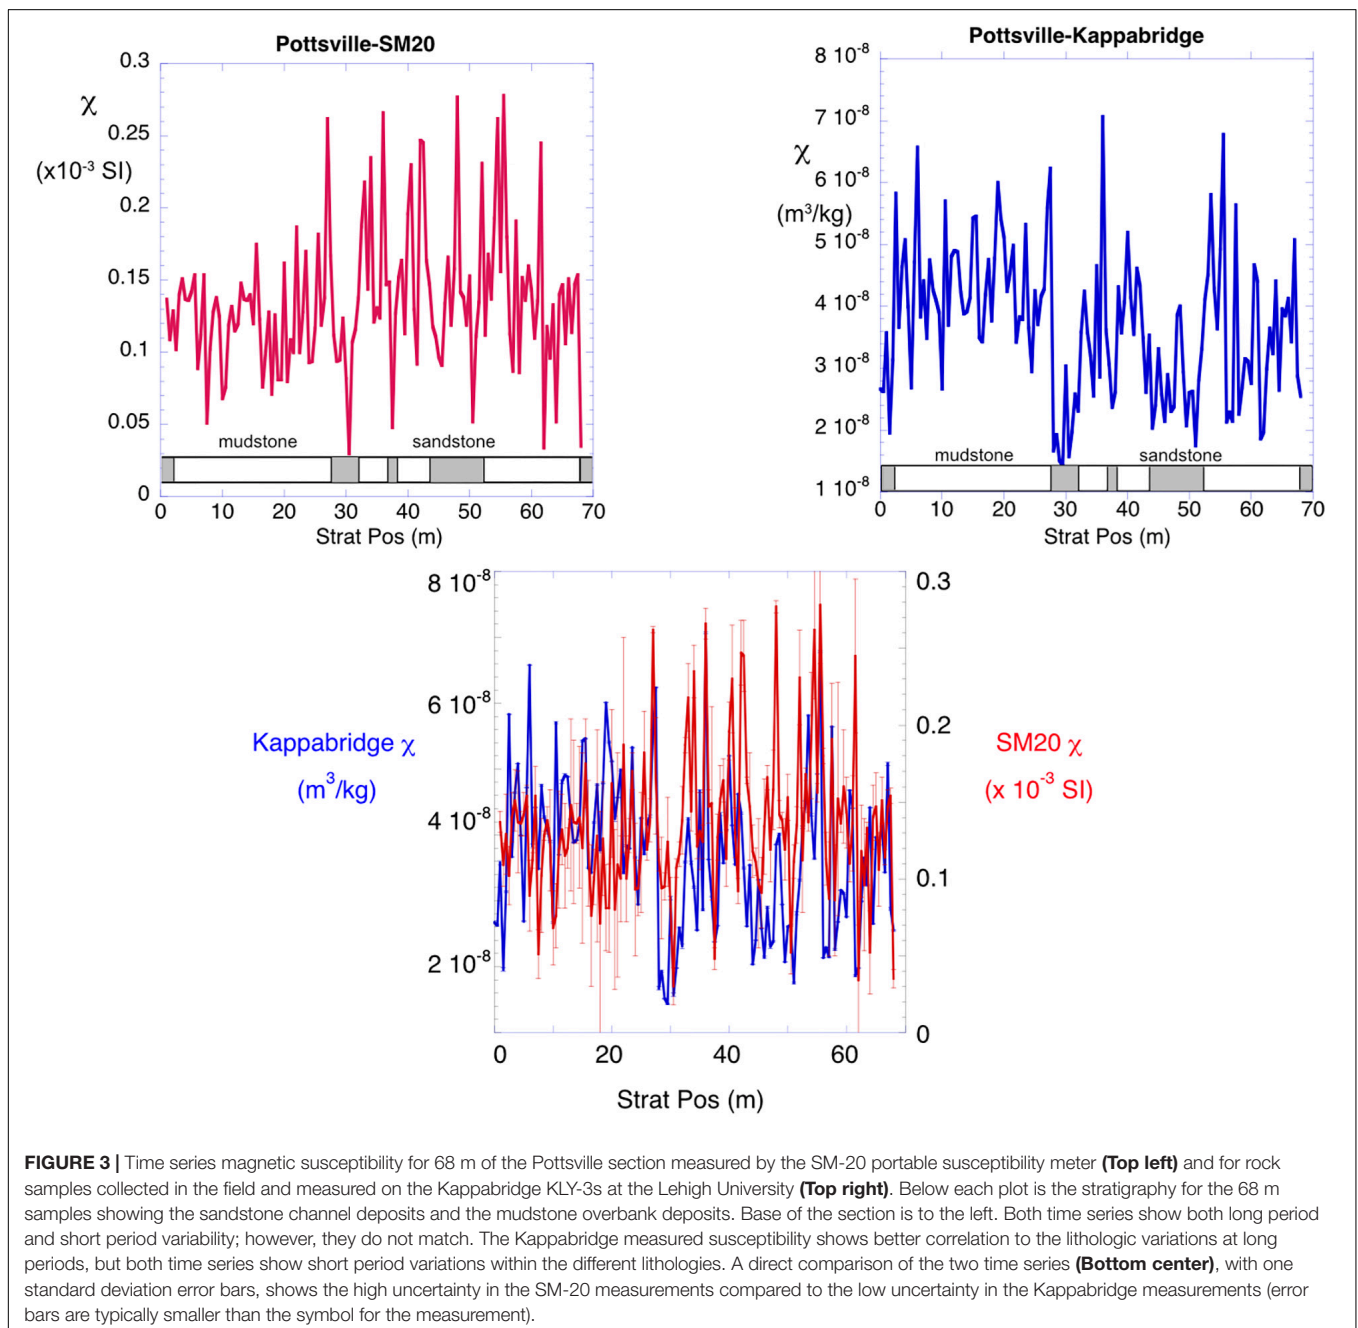 Pottsville-SM20
0.3
χ
0.25
(x10⁻³ SI)
0.2
0.15
0.1
0.05
mudstone
sandstone
0
0 10 20 30 40 50 60 70
Strat Pos (m)
Pottsville-Kappabridge
8 10⁻⁸
7 10⁻⁸
χ
6 10⁻⁸
(m³/kg)
5 10⁻⁸
4 10⁻⁸
3 10⁻⁸
2 10⁻⁸
mudstone
sandstone
1 10⁻⁸
0 10 20 30 40 50 60 70
Strat Pos (m)
8 10⁻⁸
0.3
6 10⁻⁸
0.2
Kappabridge χ
(m³/kg)
SM20 χ
(x 10⁻³ SI)
4 10⁻⁸
0.1
2 10⁻⁸
0
0 20 40 60
Strat Pos (m)
FIGURE 3 | Time series magnetic susceptibility for 68 m of the Pottsville section measured by the SM-20 portable susceptibility meter (Top left) and for rock
samples collected in the field and measured on the Kappabridge KLY-3s at the Lehigh University (Top right). Below each plot is the stratigraphy for the 68 m
samples showing the sandstone channel deposits and the mudstone overbank deposits. Base of the section is to the left. Both time series show both long period
and short period variability; however, they do not match. The Kappabridge measured susceptibility shows better correlation to the lithologic variations at long
periods, but both time series show short period variations within the different lithologies. A direct comparison of the two time series (Bottom center), with one
standard deviation error bars, shows the high uncertainty in the SM-20 measurements compared to the low uncertainty in the Kappabridge measurements (error
bars are typically smaller than the symbol for the measurement).